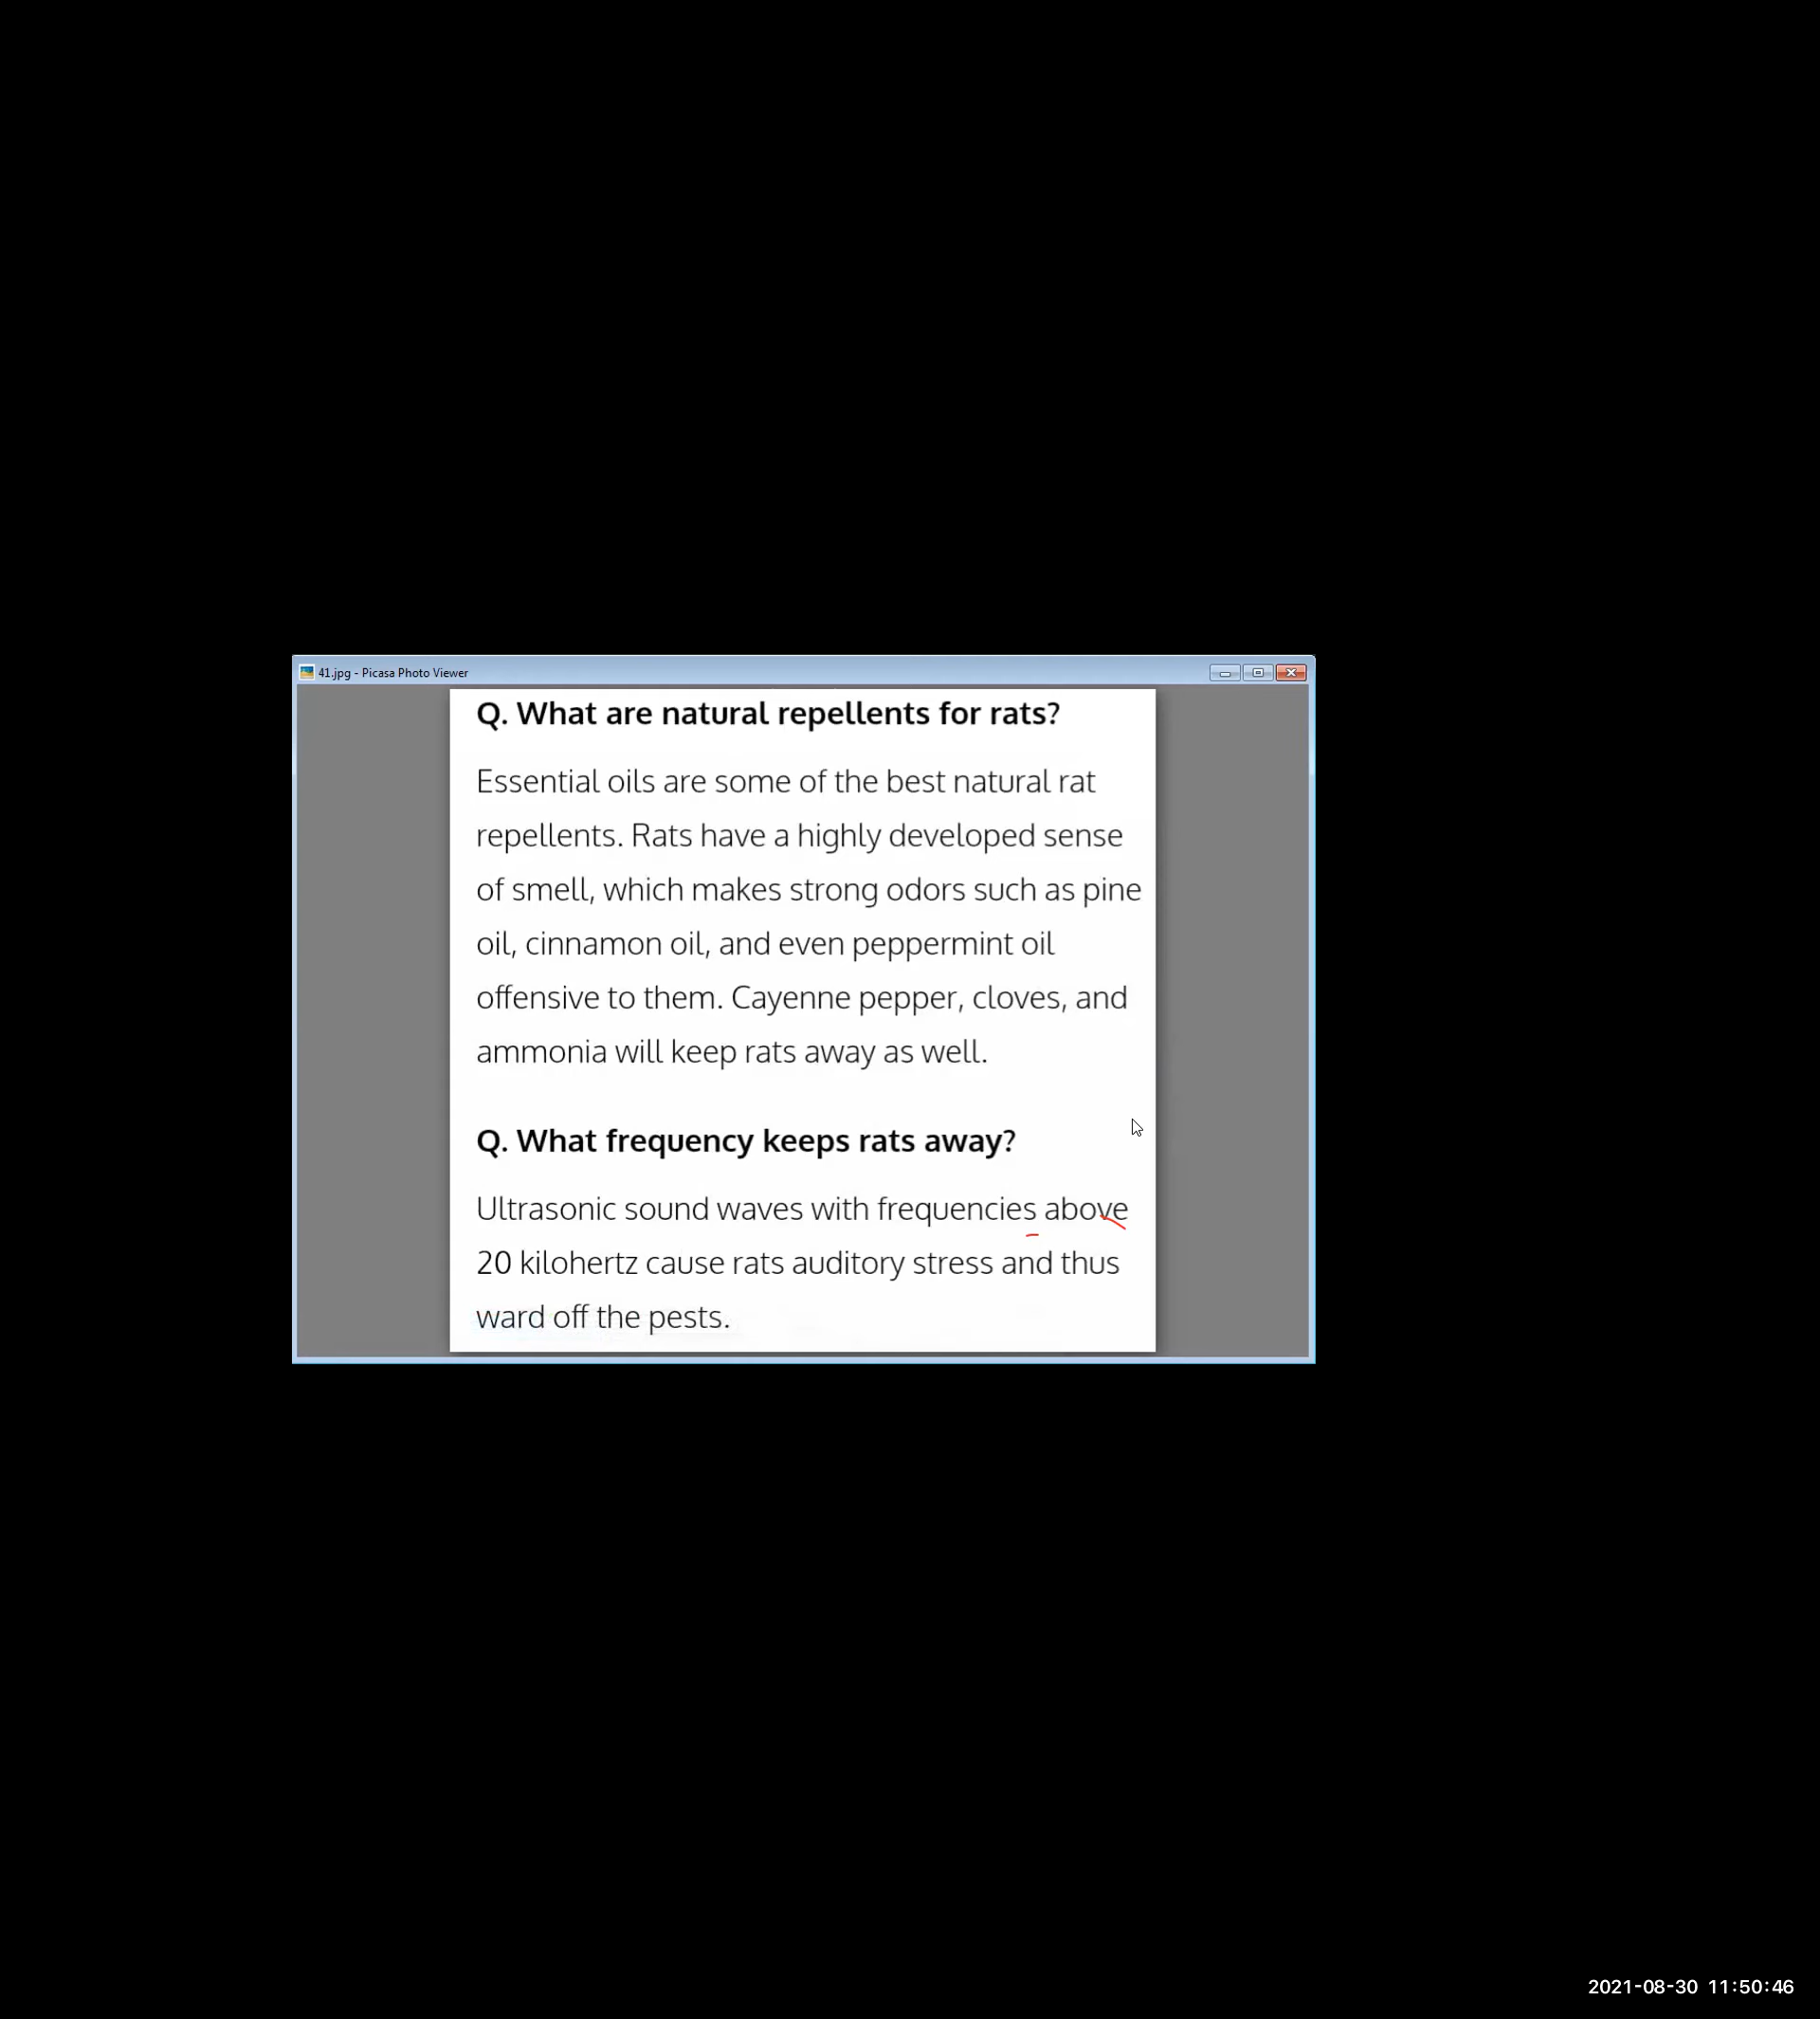 41.jpg - Picasa Photo Viewer
Q. What are natural repellents for rats?
Essential oils are some of the best natural rat
repellents. Rats have a highly developed sense
of smell, which makes strong odors such as pine
oil, cinnamon oil, and even peppermint oil
offensive to them. Cayenne pepper, cloves, and
ammonia will keep rats away as well.
Q. What frequency keeps rats away?
Ultrasonic sound waves with frequencies above
20 kilohertz cause rats auditory stress and thus
ward off the pests.
2021-08-30 11:50:46